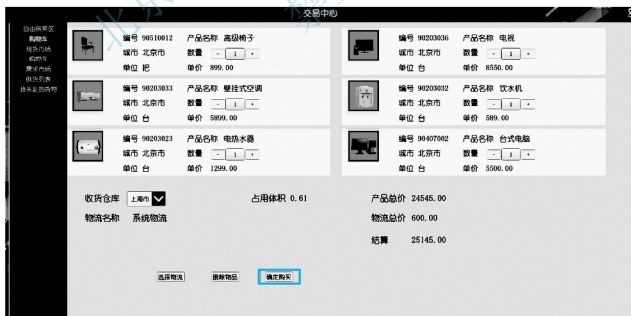 交易中心
自由贸易区
购物车
现货市场
购物车
供货列表
编号 90510012 产品名称 高级椅子
城市 北京市 数量 - 1 +
单位 把 单价 899.00
编号 90203036 产品名称 电视
城市 北京市 数量 - 1 +
单位 台 单价 8550.00
编号 90203033 产品名称 壁挂式空调
城市 北京市 数量 - 1 +
单位 台 单价 5899.00
编号 90203032 产品名称 饮水机
城市 北京市 数量 - 1 +
单位 台 单价 589.00
编号 90203023 产品名称 电热水器
城市 北京市 数量 - 1 +
单位 台 单价 1299.00
编号 90407002 产品名称 台式电脑
城市 北京市 数量 - 1 +
单位 台 单价 5500.00
收货仓库 上海市 占用体积 0.61 产品总价 24545.00
物流名称 系统物流 物流总价 600.00
结算 25145.00
选择物流 删除物品 确定购买